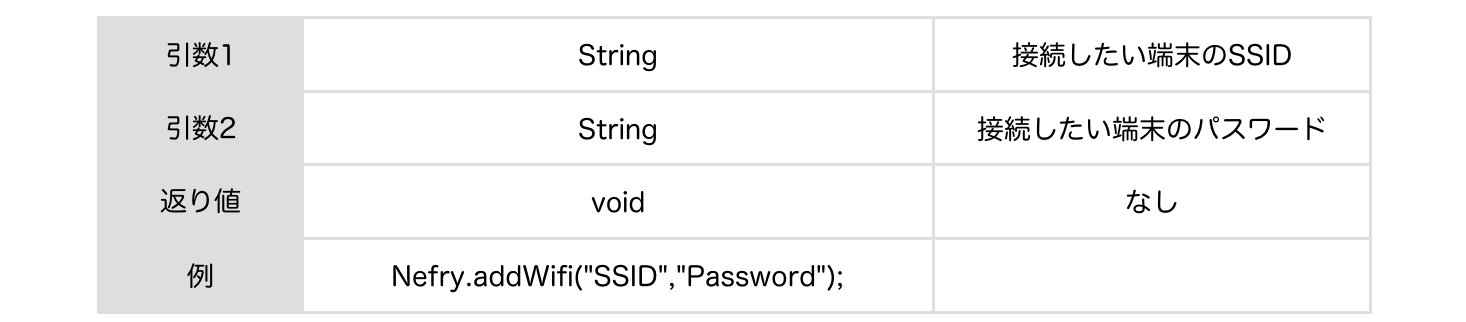 引数1 String 接続したい端末のSSID
引数2 String 接続したい端末のパスワード
返り値 void なし
例 Nefry.addWifi("SSID","Password");